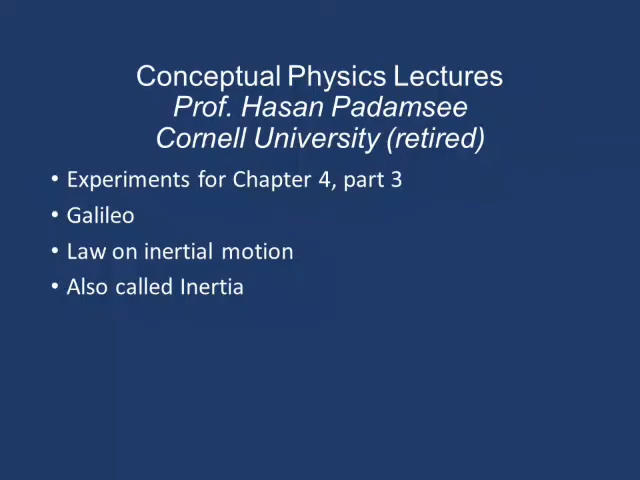 Conceptual Physics Lectures
Prof. Hasan Padamsee
Cornell University (retired)
• Experiments for Chapter 4, part 3
• Galileo
• Law on inertial motion
• Also called Inertia